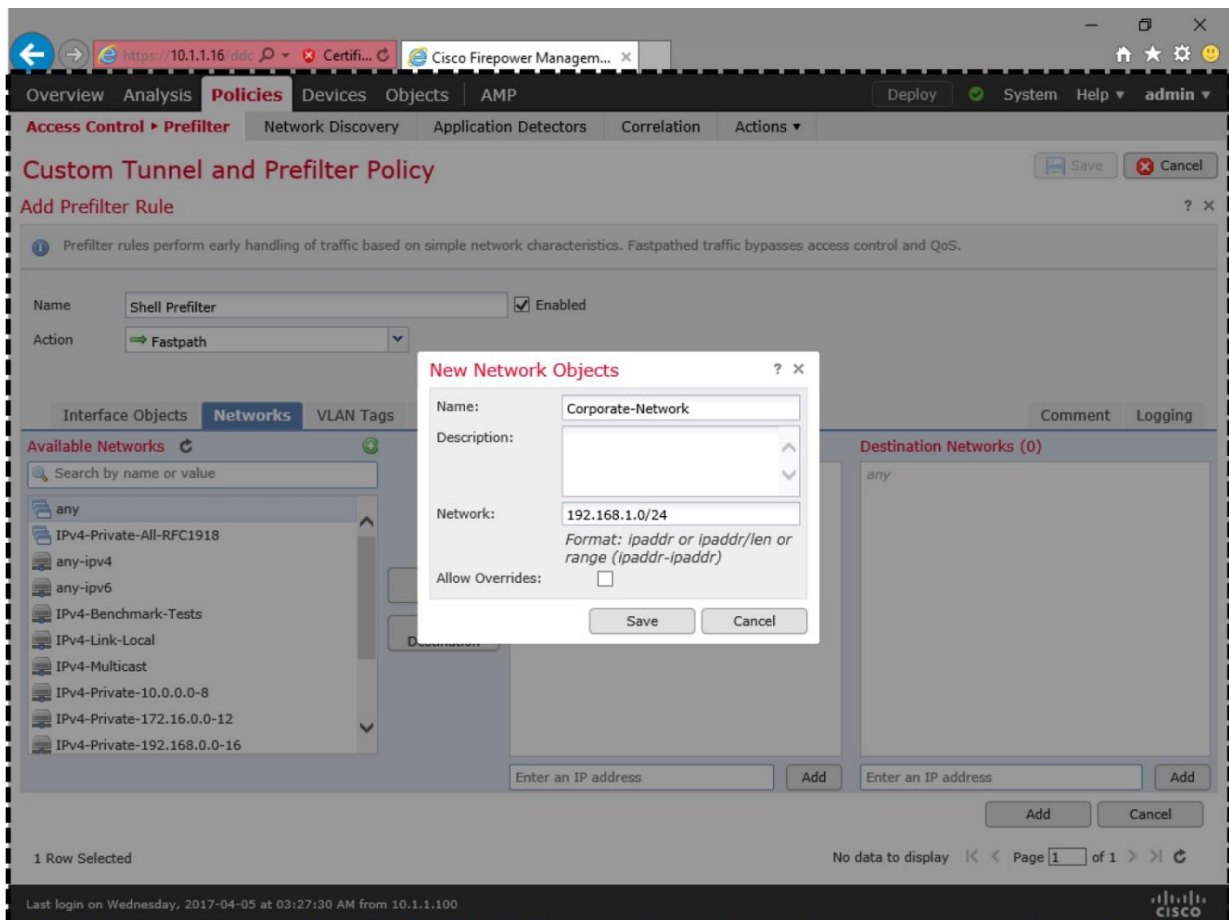 https://10.1.1.16/ddc
Certifi...
Cisco Firepower Managem...
Overview Analysis Policies Devices Objects AMP
Deploy System Help admin
Access Control ▸ Prefilter Network Discovery Application Detectors Correlation Actions
Custom Tunnel and Prefilter Policy
Save Cancel
Add Prefilter Rule
? ×
Prefilter rules perform early handling of traffic based on simple network characteristics. Fastpathed traffic bypasses access control and QoS.
Name Shell Prefilter Enabled
Action Fastpath
Interface Objects Networks VLAN Tags
Comment Logging
Available Networks
Search by name or value
any
IPv4-Private-All-RFC1918
any-ipv4
any-ipv6
IPv4-Benchmark-Tests
IPv4-Link-Local
IPv4-Multicast
IPv4-Private-10.0.0.0-8
IPv4-Private-172.16.0.0-12
IPv4-Private-192.168.0.0-16
New Network Objects
? ×
Name: Corporate-Network
Description:
Network: 192.168.1.0/24
Format: ipaddr or ipaddr/len or
range (ipaddr-ipaddr)
Allow Overrides:
Save Cancel
Destination Networks (0)
any
Enter an IP address Add
Enter an IP address Add
Add Cancel
1 Row Selected
No data to display |< < Page 1 of 1 > >|
Last login on Wednesday, 2017-04-05 at 03:27:30 AM from 10.1.1.100
CISCO